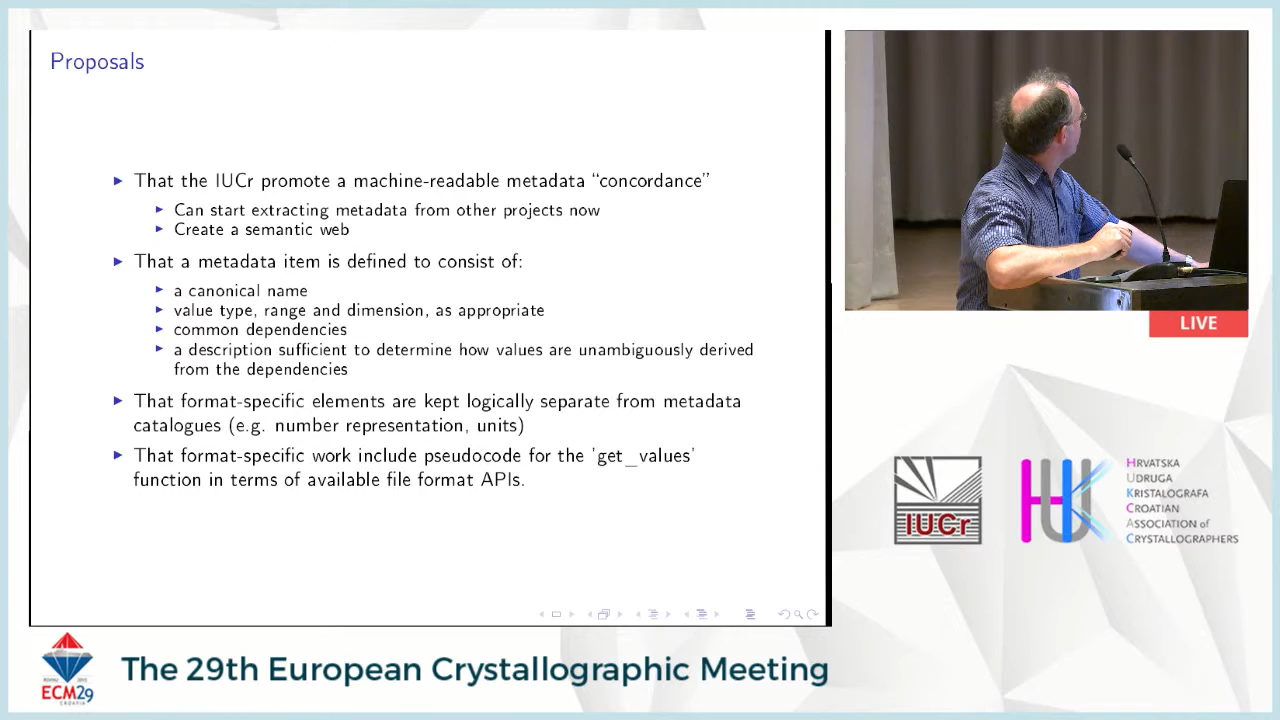 Proposals
That the IUCr promote a machine-readable metadata “concordance”
Can start extracting metadata from other projects now
Create a semantic web
That a metadata item is defined to consist of:
a canonical name
value type, range and dimension, as appropriate
common dependencies
a description sufficient to determine how values are unambiguously derived
from the dependencies
That format-specific elements are kept logically separate from metadata
catalogues (e.g. number representation, units)
That format-specific work include pseudocode for the 'get_values'
function in terms of available file format APIs.
LIVE
IUCr
HUK
HRVATSKA
UDRUGA
KRISTALOGRAFA
CROATIAN
ASSOCIATION of
CRYSTALLOGRAPHERS
ECM29
CROATIA
The 29th European Crystallographic Meeting